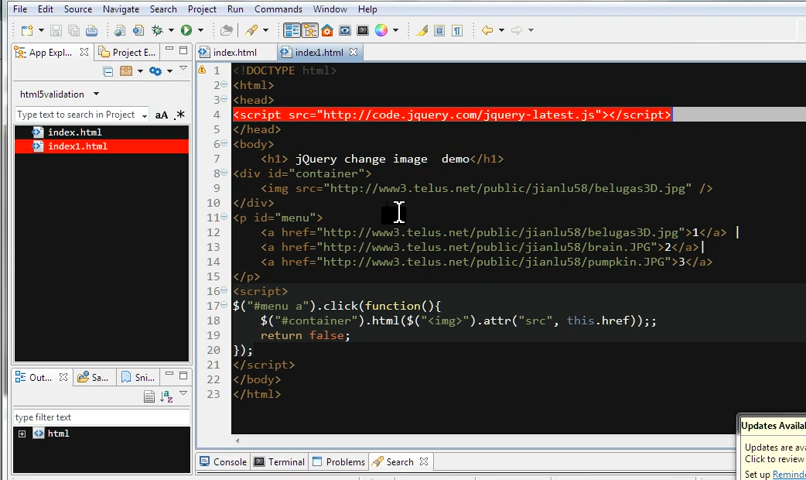 File Edit Source Navigate Search Project Run Commands Window Help
App Expl... Project E...
index.html index1.html
html5validation
Type text to search in Project aA .*
index.html
index1.html
1 <!DOCTYPE html>
2 <html>
3 <head>
4 <script src="http://code.jquery.com/jquery-latest.js"></script>
5 </head>
6 <body>
7 <h1> jQuery change image demo</h1>
8 <div id="container">
9 <img src="http://www3.telus.net/public/jianlu58/belugas3D.jpg" />
10 </div>
11 <p id="menu">
12 <a href="http://www3.telus.net/public/jianlu58/belugas3D.jpg">1</a> |
13 <a href="http://www3.telus.net/public/jianlu58/brain.JPG">2</a>|
14 <a href="http://www3.telus.net/public/jianlu58/pumpkin.JPG">3</a>
15 </p>
16 <script>
17 $("#menu a").click(function(){
18 $("#container").html($("<img>").attr("src", this.href));;
19 return false;
20 });
21 </script>
22 </body>
23 </html>
Out... Sa... Sni...
type filter text
html
Console Terminal Problems Search
Updates Availa
Updates are ava
Click to review
Set up Reminde